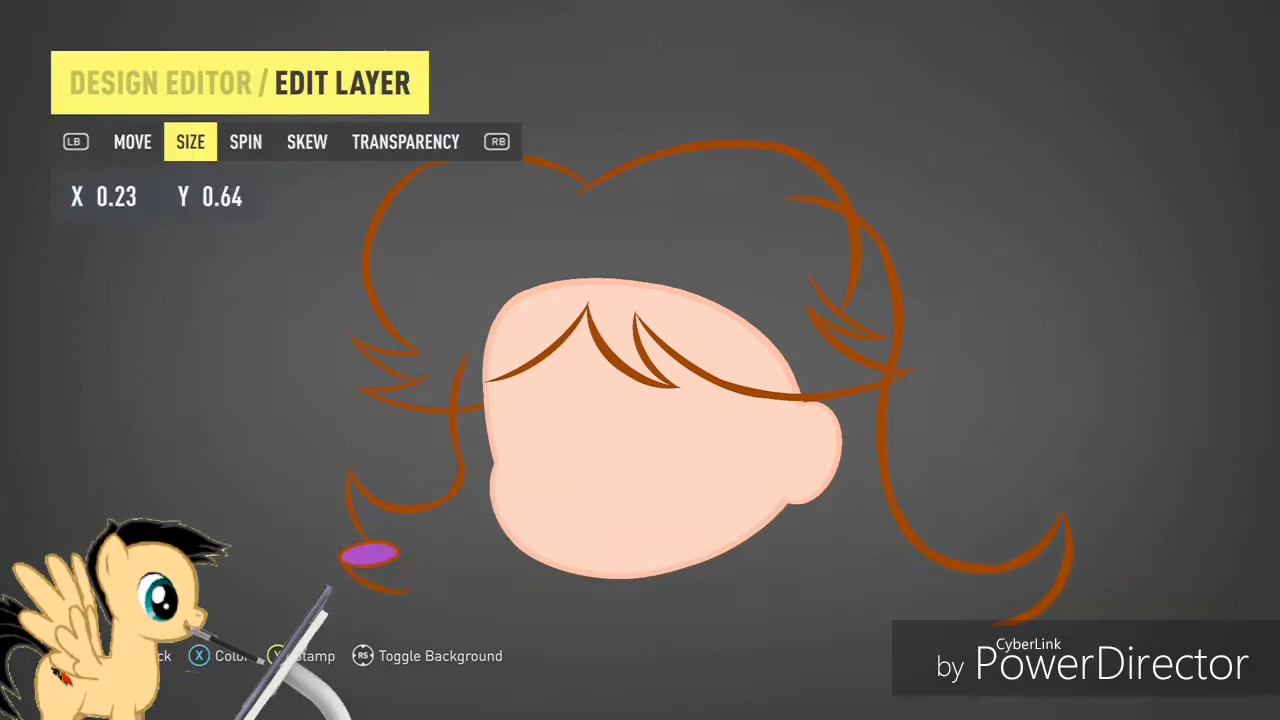 DESIGN EDITOR / EDIT LAYER
LB MOVE SIZE SPIN SKEW TRANSPARENCY RB
X 0.23 Y 0.64
X RS Toggle Background
CyberLink
by PowerDirector